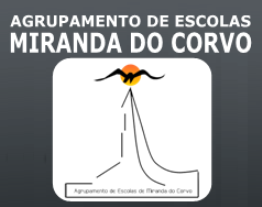 AGRUPAMENTO DE ESCOLAS
MIRANDA DO CORVO
Agrupamento de Escolas de Miranda do Corvo